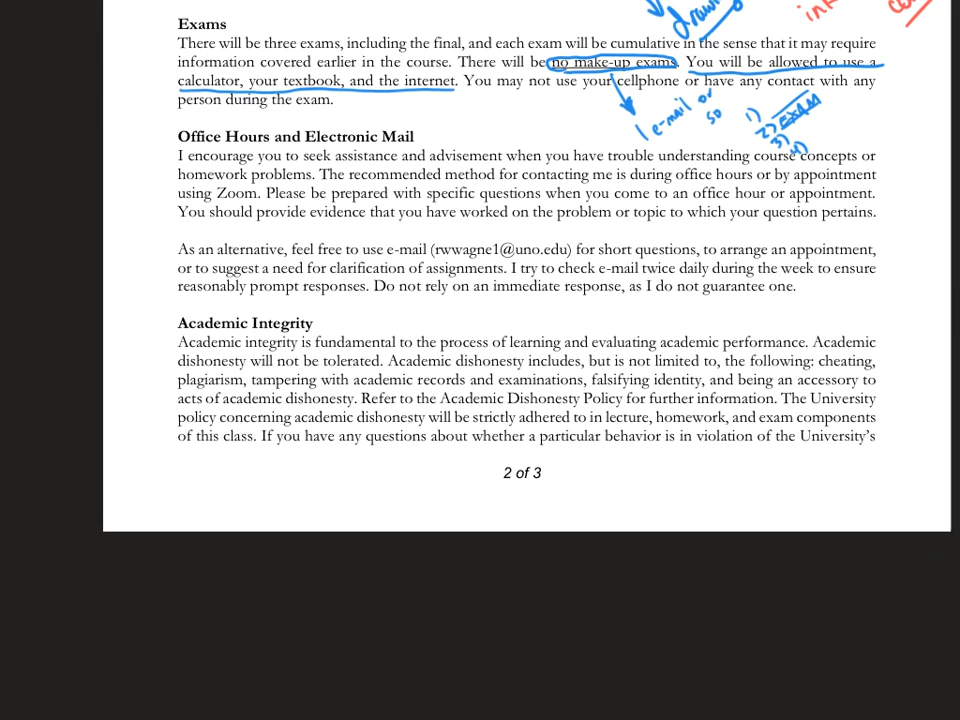 drawn
ink
Exams
There will be three exams, including the final, and each exam will be cumulative in the sense that it may require
information covered earlier in the course. There will be no make-up exams. You will be allowed to use a
calculator, your textbook, and the internet. You may not use your cellphone or have any contact with any
person during the exam.
1 e-mail or
so
1)
2) EXAM
3)
4)
Office Hours and Electronic Mail
I encourage you to seek assistance and advisement when you have trouble understanding course concepts or
homework problems. The recommended method for contacting me is during office hours or by appointment
using Zoom. Please be prepared with specific questions when you come to an office hour or appointment.
You should provide evidence that you have worked on the problem or topic to which your question pertains.
As an alternative, feel free to use e-mail (rwwagne1@uno.edu) for short questions, to arrange an appointment,
or to suggest a need for clarification of assignments. I try to check e-mail twice daily during the week to ensure
reasonably prompt responses. Do not rely on an immediate response, as I do not guarantee one.
Academic Integrity
Academic integrity is fundamental to the process of learning and evaluating academic performance. Academic
dishonesty will not be tolerated. Academic dishonesty includes, but is not limited to, the following: cheating,
plagiarism, tampering with academic records and examinations, falsifying identity, and being an accessory to
acts of academic dishonesty. Refer to the Academic Dishonesty Policy for further information. The University
policy concerning academic dishonesty will be strictly adhered to in lecture, homework, and exam components
of this class. If you have any questions about whether a particular behavior is in violation of the University's
2 of 3